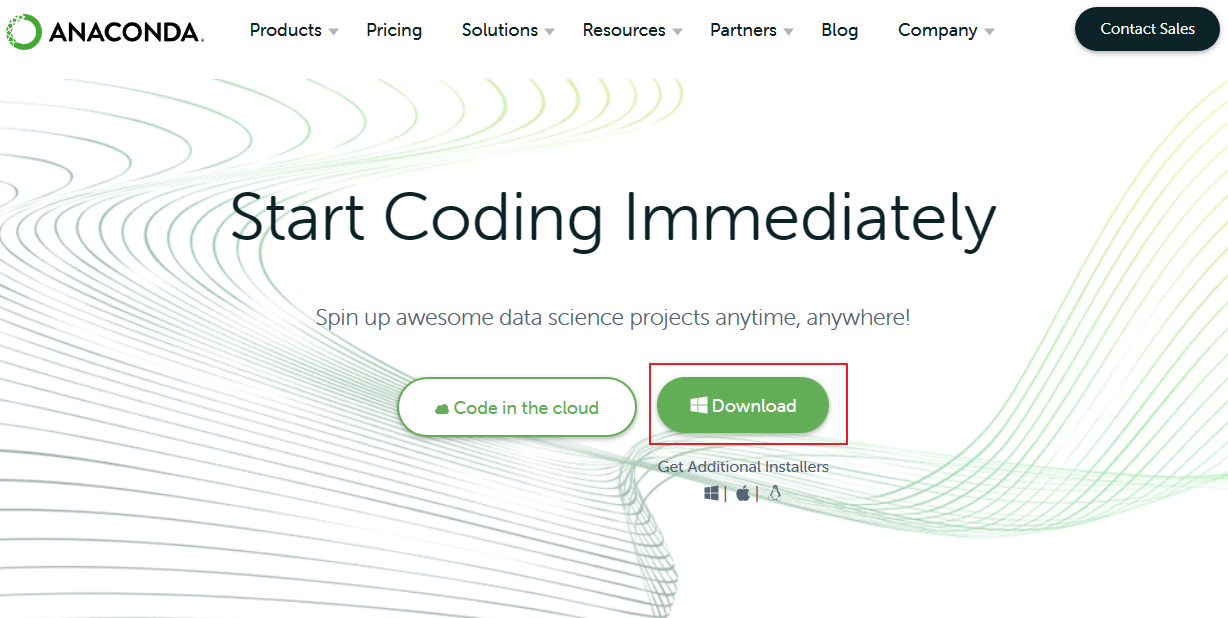 ANACONDA.
Products Pricing Solutions Resources Partners Blog Company Contact Sales
Start Coding Immediately
Spin up awesome data science projects anytime, anywhere!
Code in the cloud Download
Get Additional Installers
| |